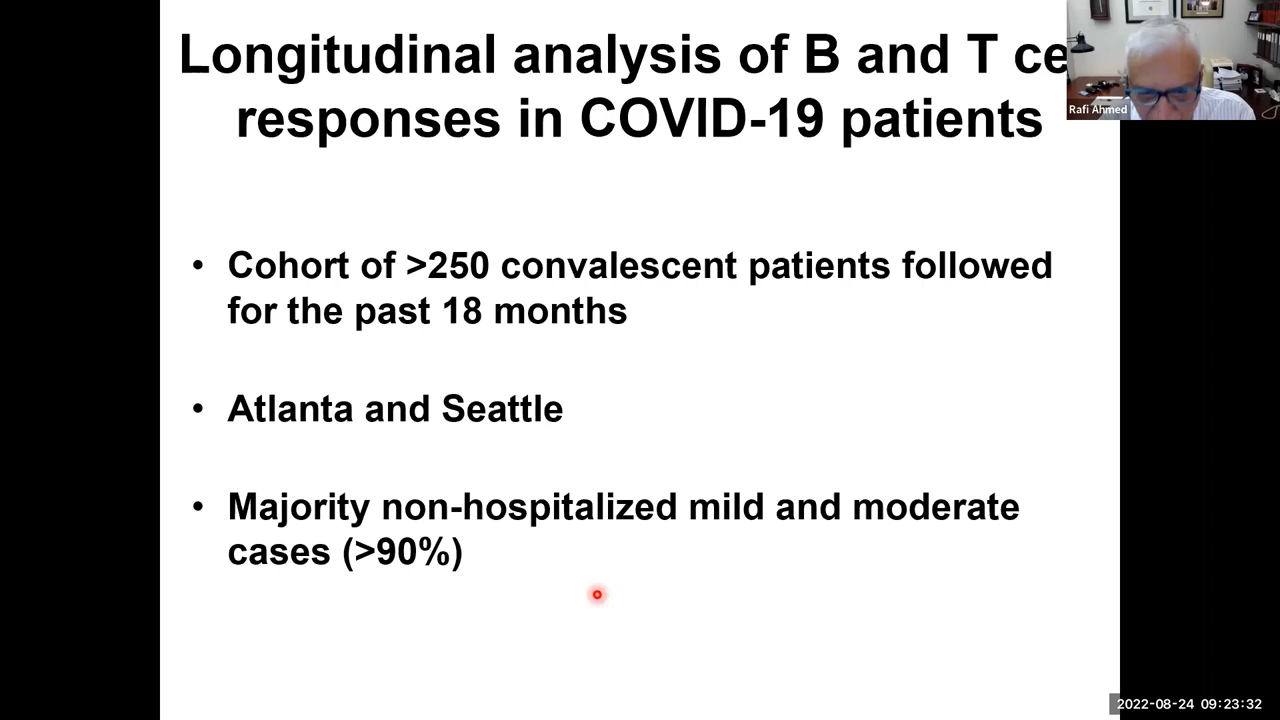 Longitudinal analysis of B and T ce
responses in COVID-19 patients
Rafi Ahmed
• Cohort of >250 convalescent patients followed
for the past 18 months
• Atlanta and Seattle
• Majority non-hospitalized mild and moderate
cases (>90%)
2022-08-24 09:23:32